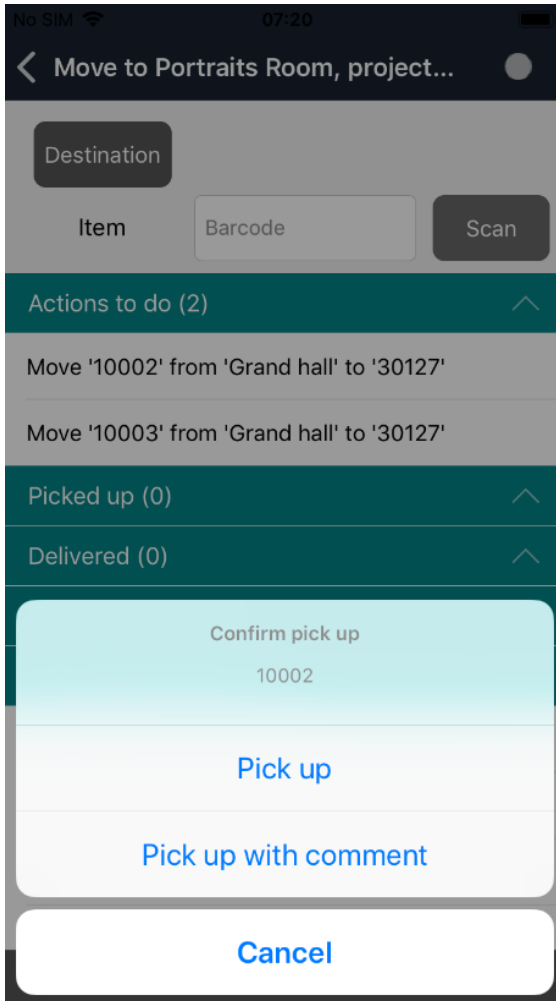 No SIM 07:20
Move to Portraits Room, project...
Destination
Item Barcode Scan
Actions to do (2)
Move '10002' from 'Grand hall' to '30127'
Move '10003' from 'Grand hall' to '30127'
Picked up (0)
Delivered (0)
Confirm pick up
10002
Pick up
Pick up with comment
Cancel